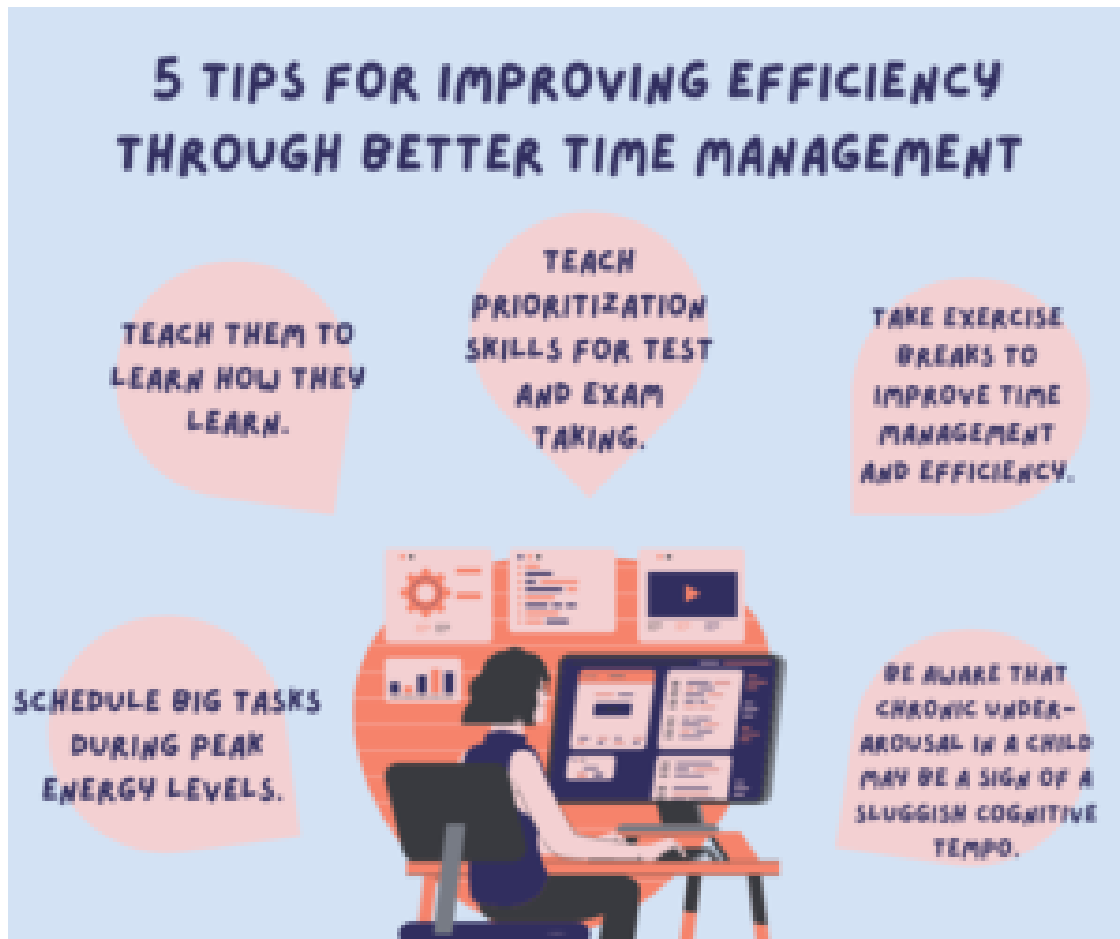 5 TIPS FOR IMPROVING EFFICIENCY
THROUGH BETTER TIME MANAGEMENT
TEACH THEM TO
LEARN HOW THEY
LEARN.
TEACH
PRIORITIZATION
SKILLS FOR TEST
AND EXAM
TAKING.
TAKE EXERCISE
BREAKS TO
IMPROVE TIME
MANAGEMENT
AND EFFICIENCY.
SCHEDULE BIG TASKS
DURING PEAK
ENERGY LEVELS.
BE AWARE THAT
CHRONIC UNDER-
AROUSAL IN A CHILD
MAY BE A SIGN OF A
SLUGGISH COGNITIVE
TEMPO.